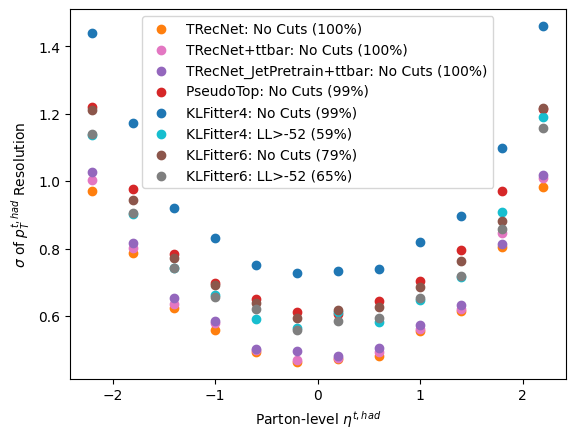 TRecNet: No Cuts (100%)
TRecNet+ttbar: No Cuts (100%)
TRecNet_JetPretrain+ttbar: No Cuts (100%)
PseudoTop: No Cuts (99%)
KLFitter4: No Cuts (99%)
KLFitter4: LL>-52 (59%)
KLFitter6: No Cuts (79%)
KLFitter6: LL>-52 (65%)
σ of p_T^{t,had} Resolution
1.4
1.2
1.0
0.8
0.6
−2 −1 0 1 2
Parton-level η^{t,had}